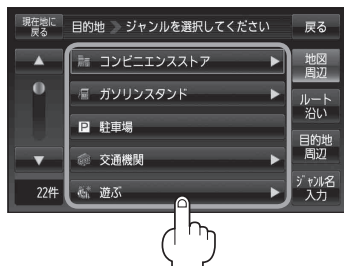 現在地に
戻る
目的地 ジャンルを選択してください
戻る
コンビニエンスストア
ガソリンスタンド
P 駐車場
交通機関
遊ぶ
22件
地図
周辺
ルート
沿い
目的地
周辺
ジャンル名
入力